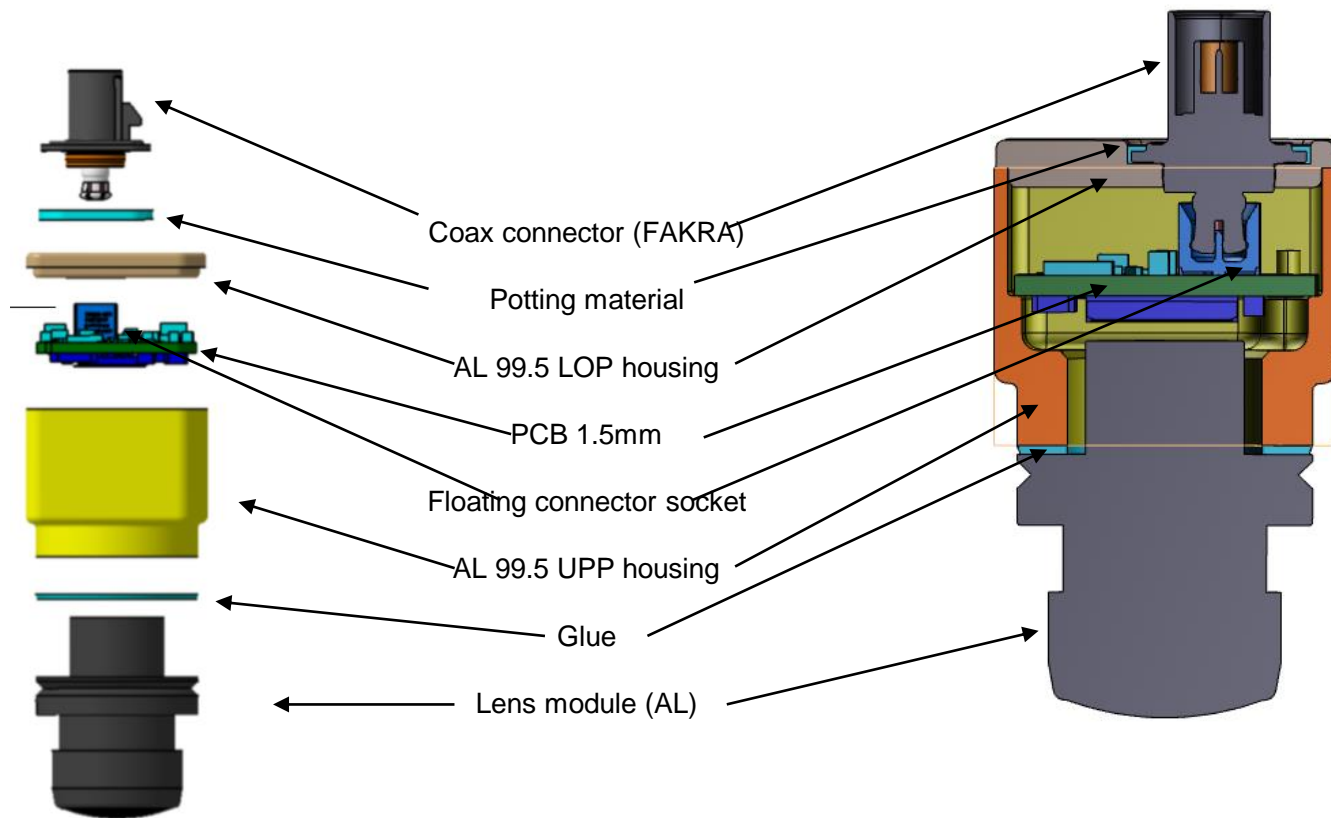 Coax connector (FAKRA)
Potting material
AL 99.5 LOP housing
PCB 1.5mm
Floating connector socket
AL 99.5 UPP housing
Glue
Lens module (AL)